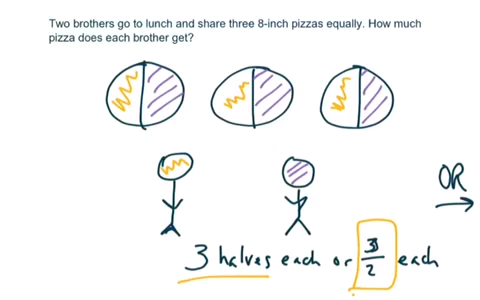 Two brothers go to lunch and share three 8-inch pizzas equally. How much
pizza does each brother get?
OR
3 halves each or 3/2 each